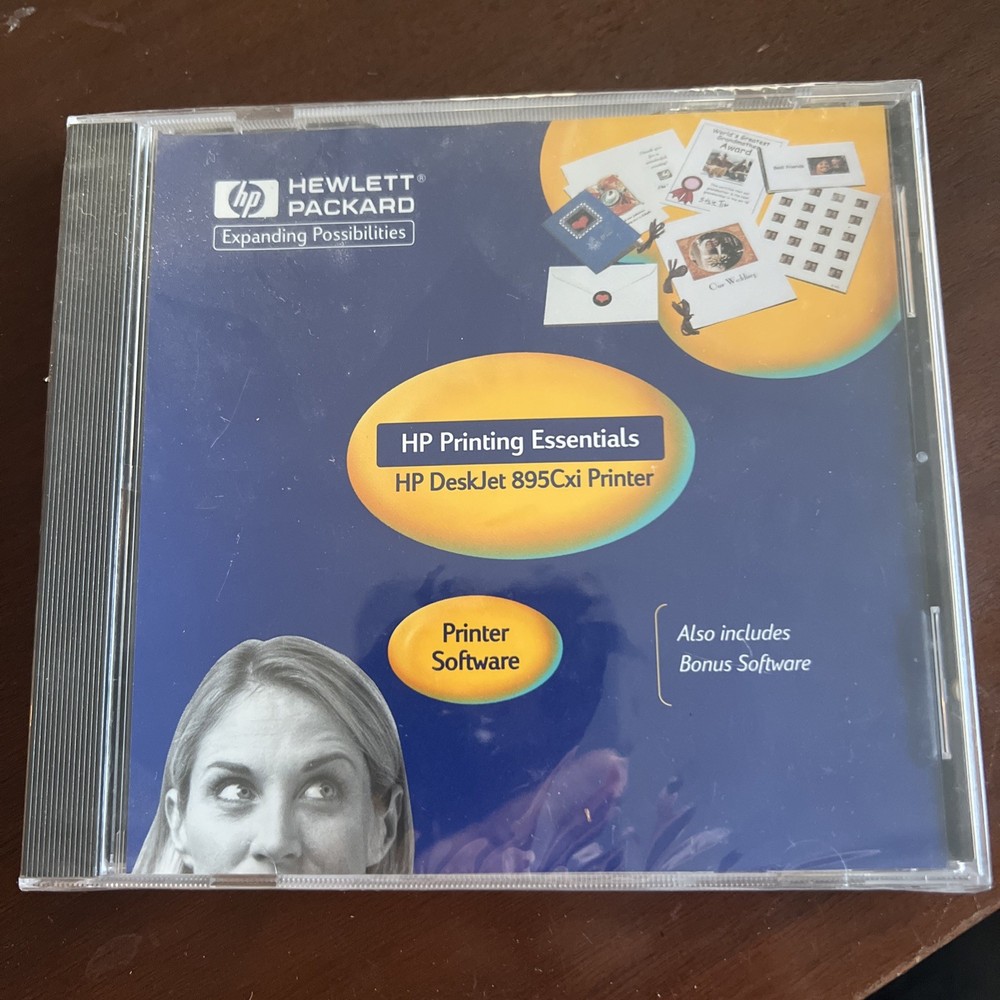 hp
HEWLETT®
PACKARD
Expanding Possibilities
World's Greatest
Grandmother
Award
Our Wedding
HP Printing Essentials
HP DeskJet 895Cxi Printer
Printer
Software
Also includes
Bonus Software